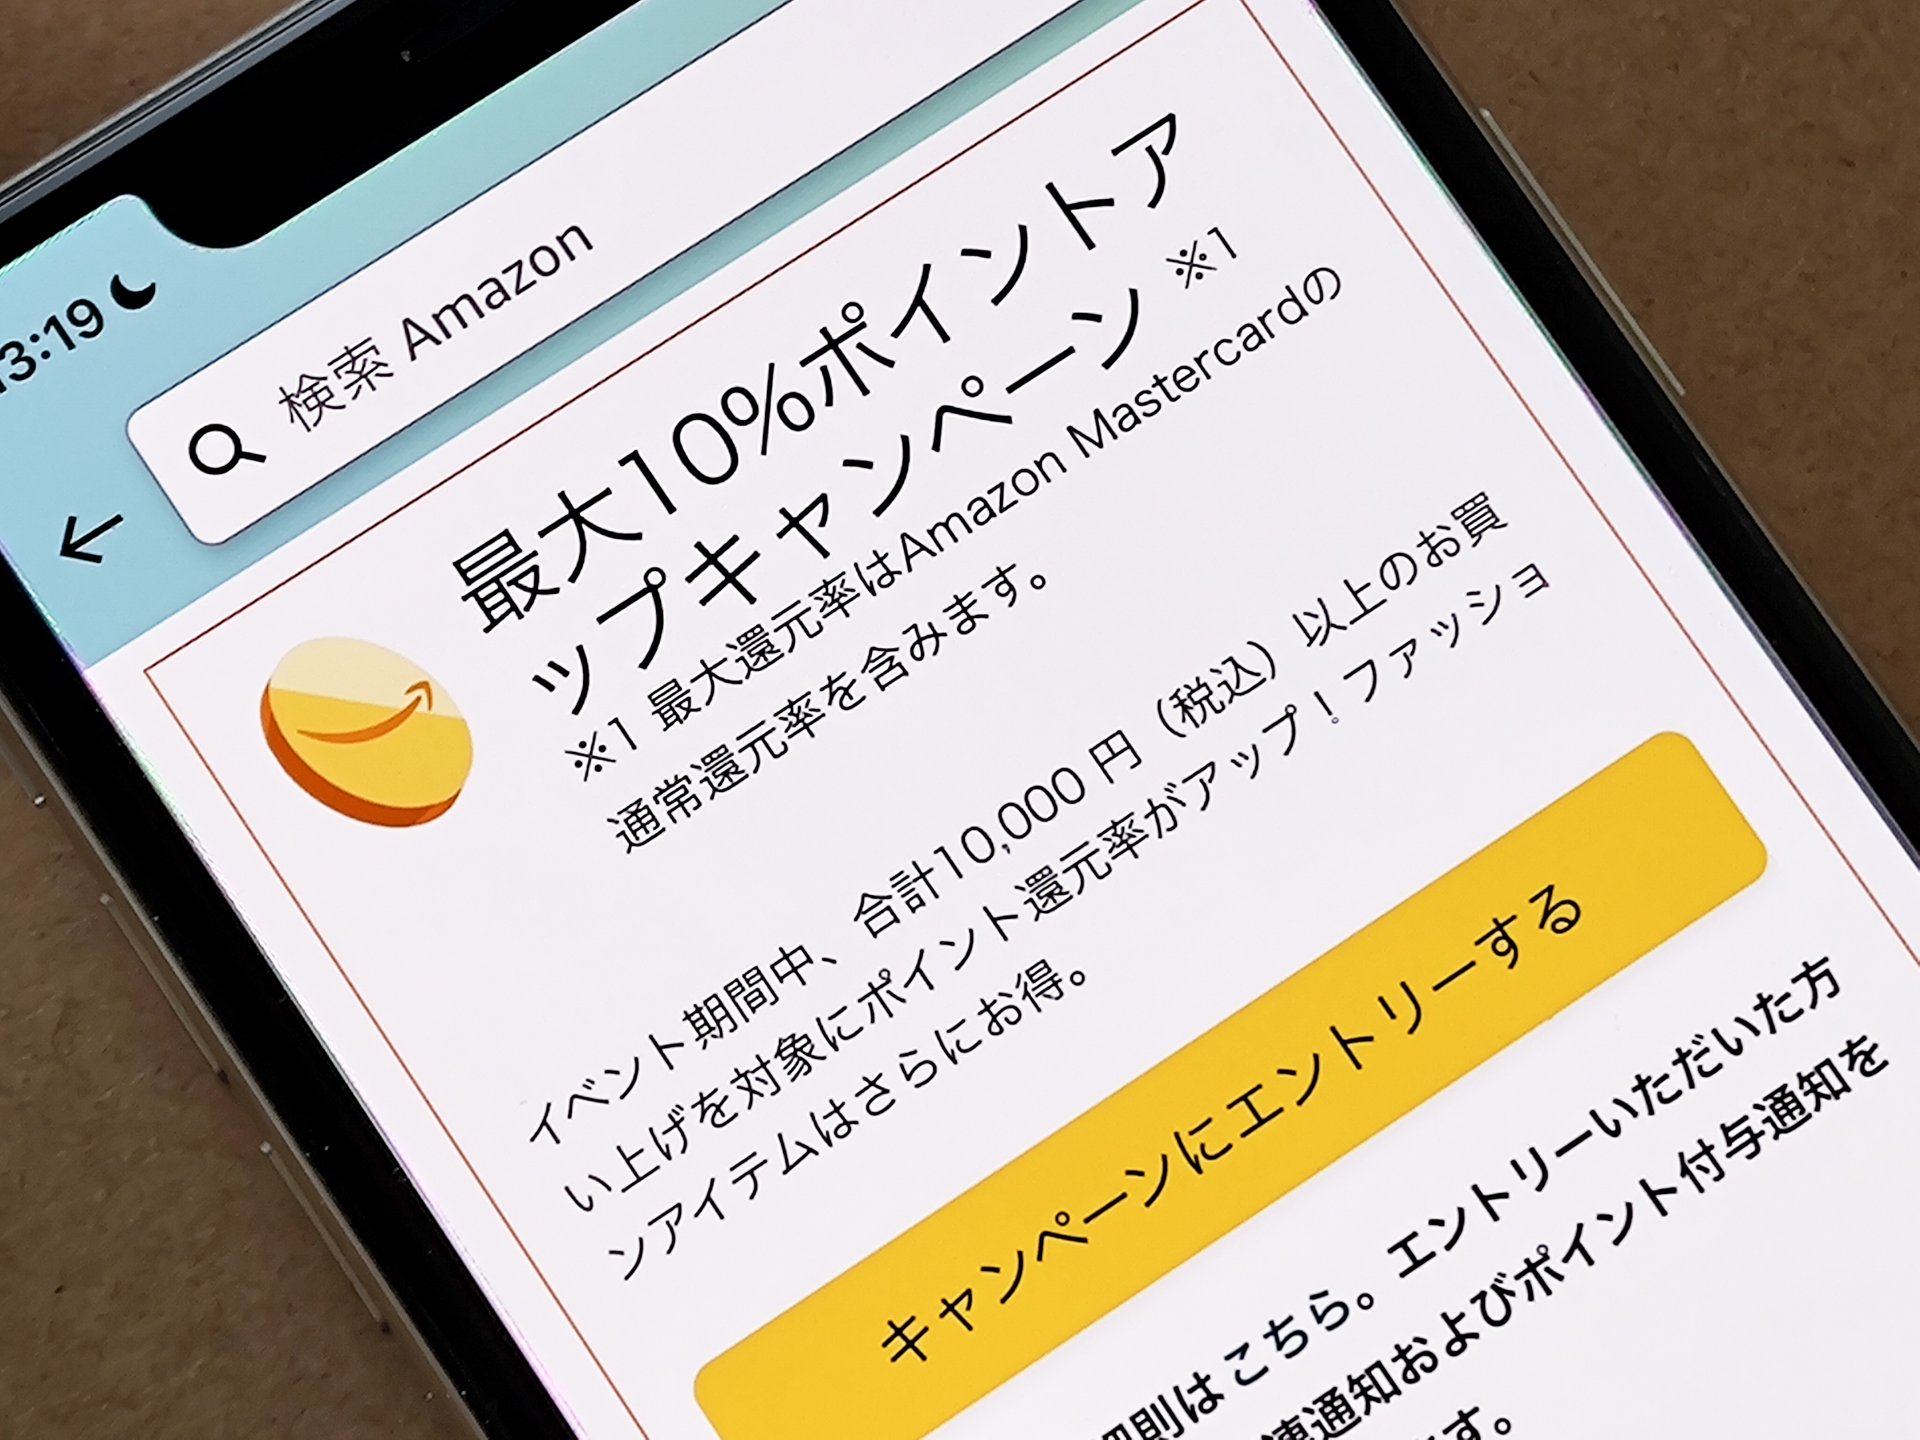 13:19
検索 Amazon
最大10%ポイントア
ップキャンペーン ※1
※1 最大還元率はAmazon Mastercardの
通常還元率を含みます。
イベント期間中、合計10,000 円（税込）以上のお買
い上げを対象にポイント還元率がアップ！ファッショ
ンアイテムはさらにお得。
キャンペーンにエントリーする
細則はこちら。エントリーいただいた方
連通知およびポイント付与通知を
ます。